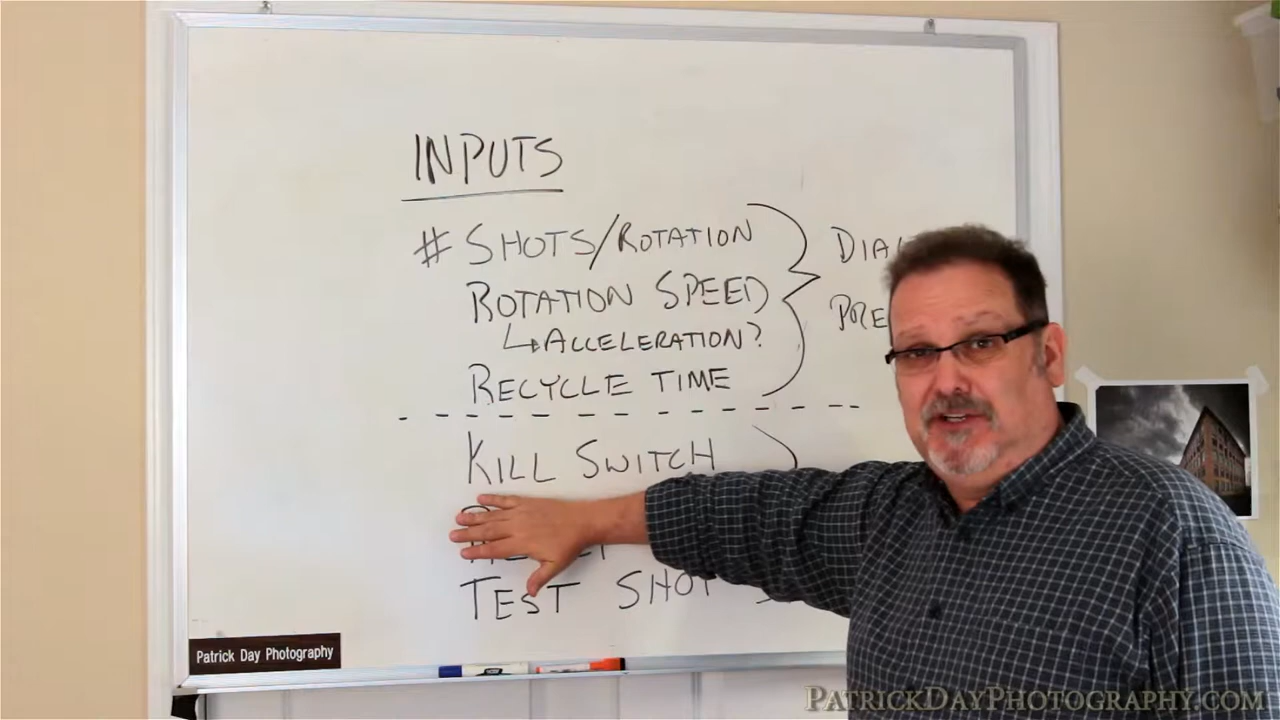 INPUTS
# SHOTS/ROTATION
ROTATION SPEED
↳ ACCELERATION?
RECYCLE TIME
KILL SWITCH
TEST SHOT
Patrick Day Photography
PATRICKDAYPHOTOGRAPHY.COM